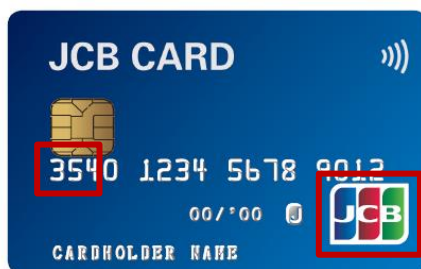 JCB CARD
3540 1234 5678 9012
00/'00 J
JCB
CARDHOLDER NAME